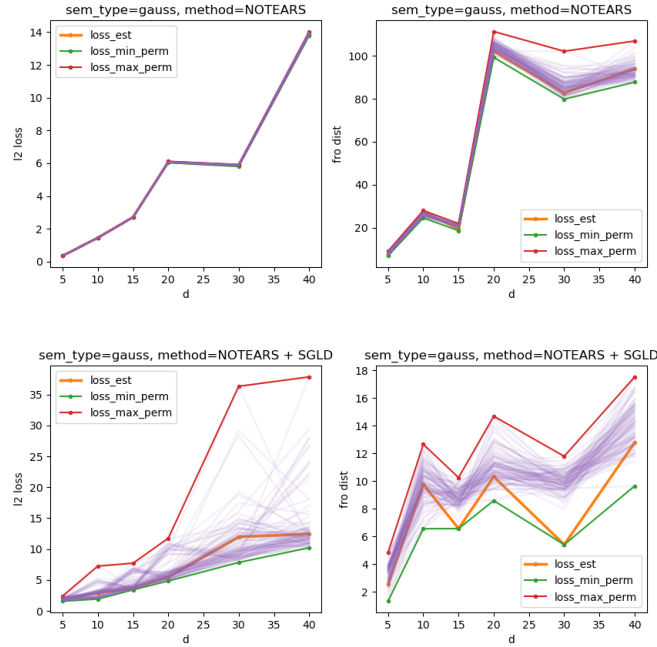 sem_type=gauss, method=NOTEARS
14
12
10
8
6
4
2
0
l2 loss
5 10 15 20 25 30 35 40
d
loss_est
loss_min_perm
loss_max_perm
sem_type=gauss, method=NOTEARS
100
80
60
40
20
fro dist
5 10 15 20 25 30 35 40
d
loss_est
loss_min_perm
loss_max_perm
sem_type=gauss, method=NOTEARS + SGLD
35
30
25
20
15
10
5
0
l2 loss
5 10 15 20 25 30 35 40
d
loss_est
loss_min_perm
loss_max_perm
sem_type=gauss, method=NOTEARS + SGLD
18
16
14
12
10
8
6
4
2
fro dist
5 10 15 20 25 30 35 40
d
loss_est
loss_min_perm
loss_max_perm